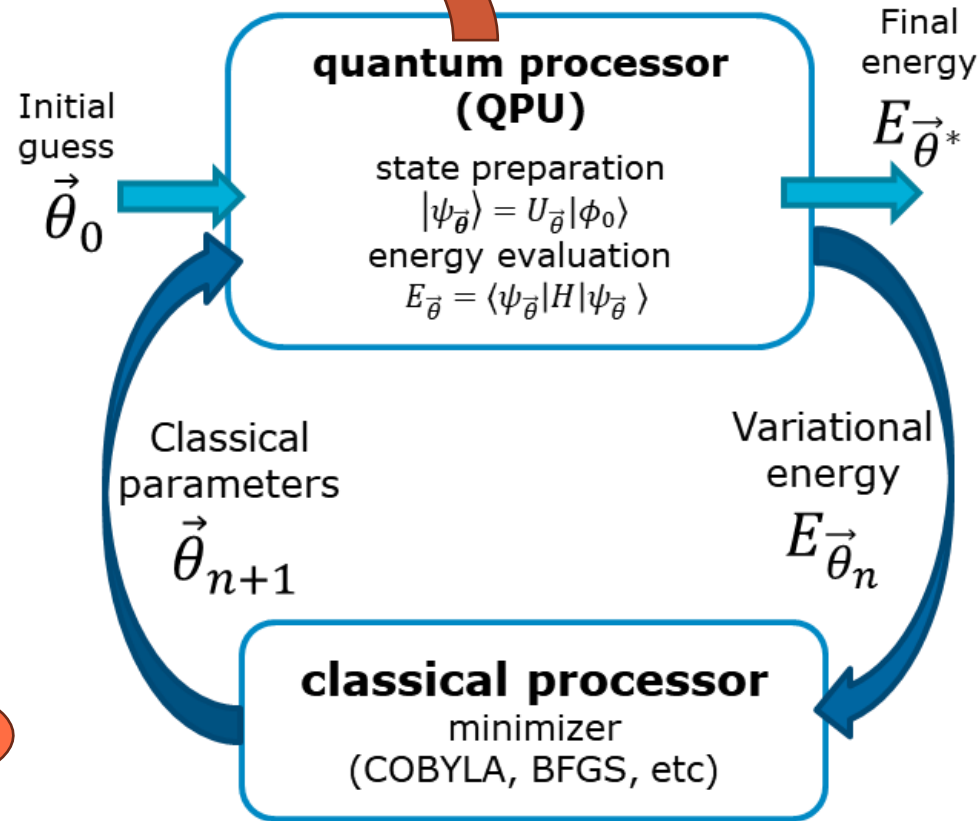 Initial
guess
θ⃗₀
quantum processor
(QPU)
state preparation
|ψ_θ⃗⟩ = U_θ⃗|ϕ₀⟩
energy evaluation
E_θ⃗ = ⟨ψ_θ⃗|H|ψ_θ⃗ ⟩
Final
energy
E_θ⃗*
Classical
parameters
θ⃗ₙ₊₁
Variational
energy
E_θ⃗ₙ
classical processor
minimizer
(COBYLA, BFGS, etc)